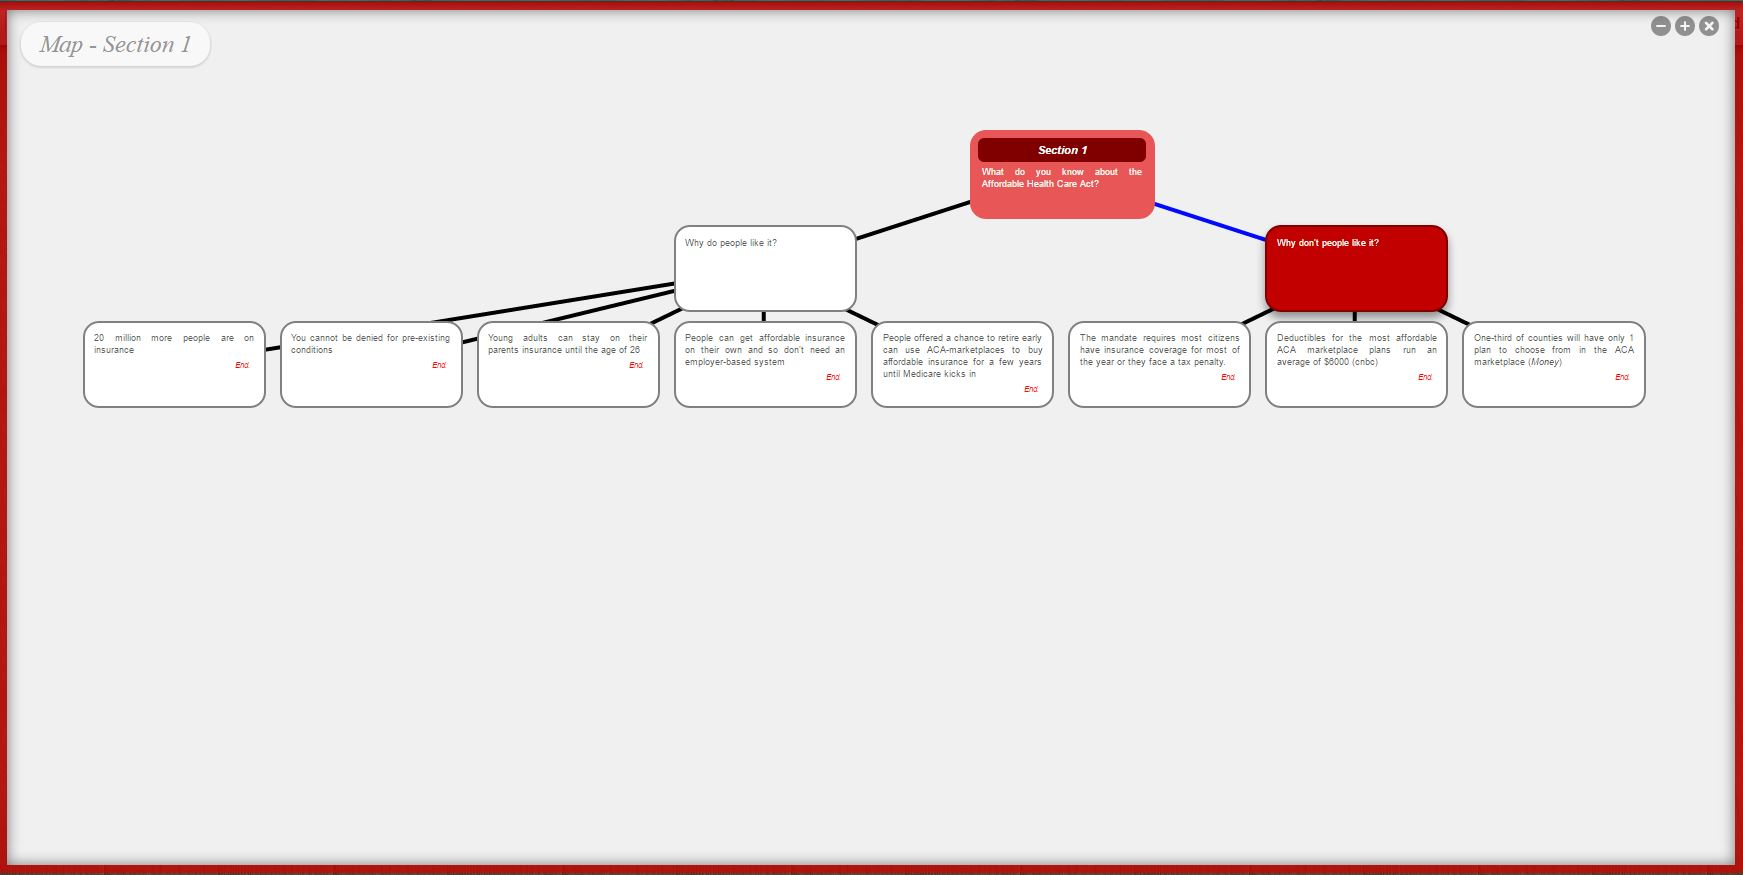 Map - Section 1
Section 1
What do you know about the
Affordable Health Care Act?
Why do people like it?
Why don't people like it?
20 million more people are on
insurance
End.
You cannot be denied for pre-existing
conditions
End.
Young adults can stay on their
parents insurance until the age of 26
End.
People can get affordable insurance
on their own and so don't need an
employer-based system
End.
People offered a chance to retire early
can use ACA-marketplaces to buy
affordable insurance for a few years
until Medicare kicks in
End.
The mandate requires most citizens
have insurance coverage for most of
the year or they face a tax penalty.
End.
Deductibles for the most affordable
ACA marketplace plans run an
average of $6000 (cnbc)
End.
One-third of counties will have only 1
plan to choose from in the ACA
marketplace (Money)
End.